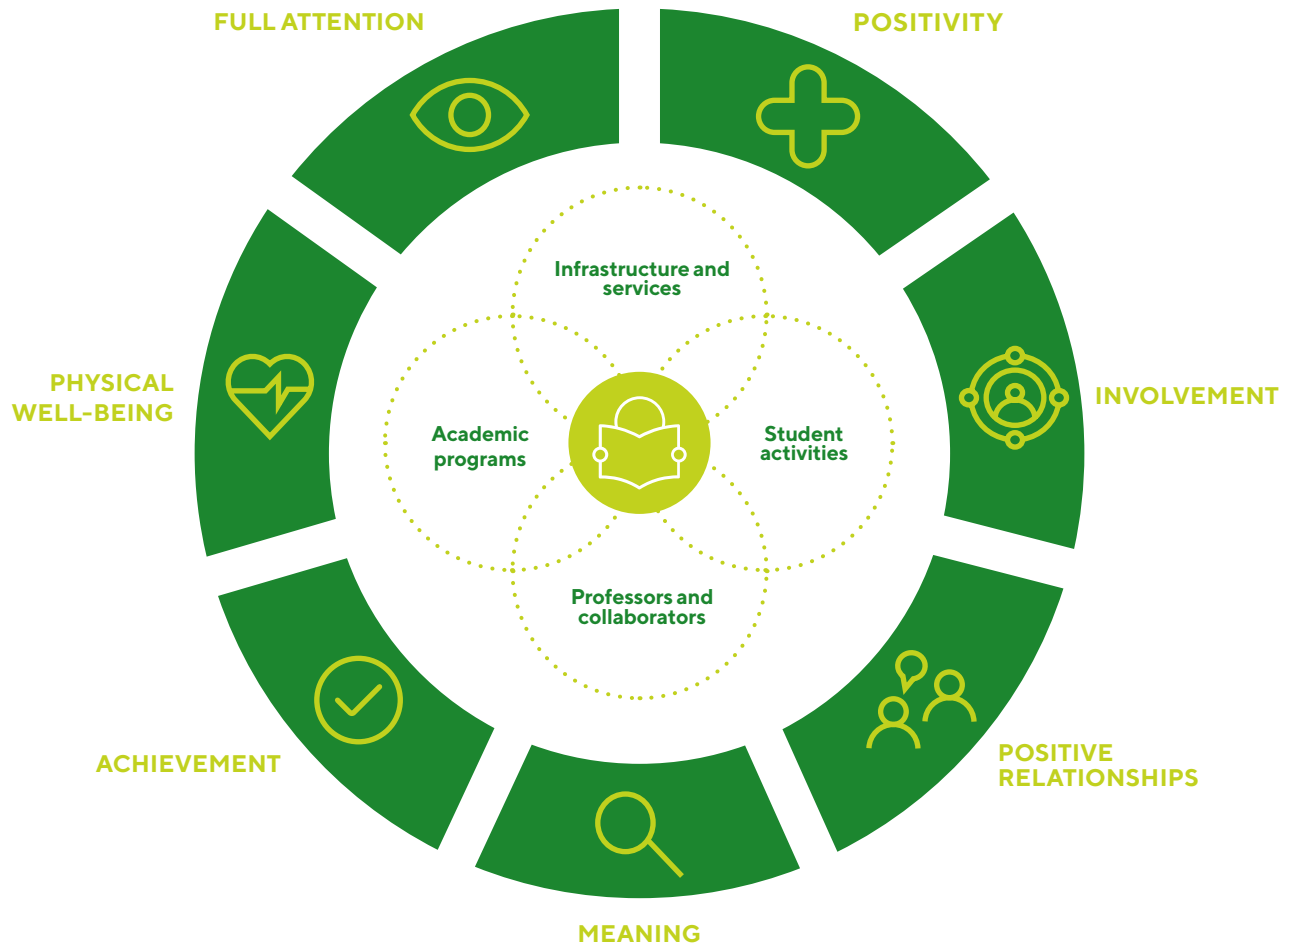 FULL ATTENTION
POSITIVITY
Infrastructure and
services
PHYSICAL
WELL-BEING
INVOLVEMENT
Academic
programs
Student
activities
Professors and
collaborators
ACHIEVEMENT
POSITIVE
RELATIONSHIPS
MEANING